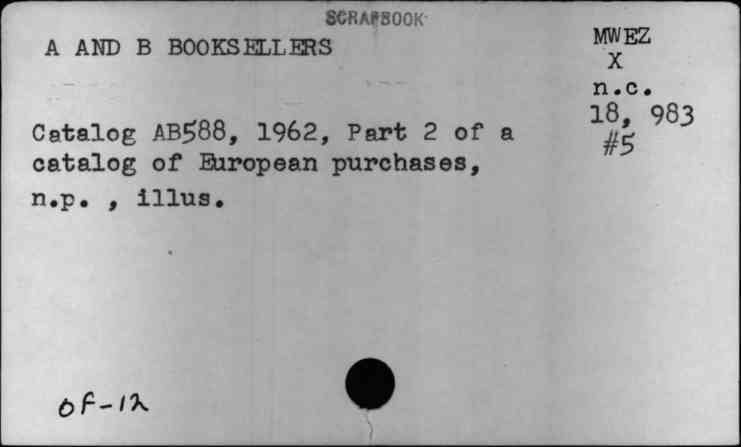 SCRAPBOOK
A AND B BOOKSELLERS
MWEZ
X
n.c.
18, 983
#5
Catalog AB588, 1962, Part 2 of a
catalog of European purchases,
n.p. , illus.
of-12